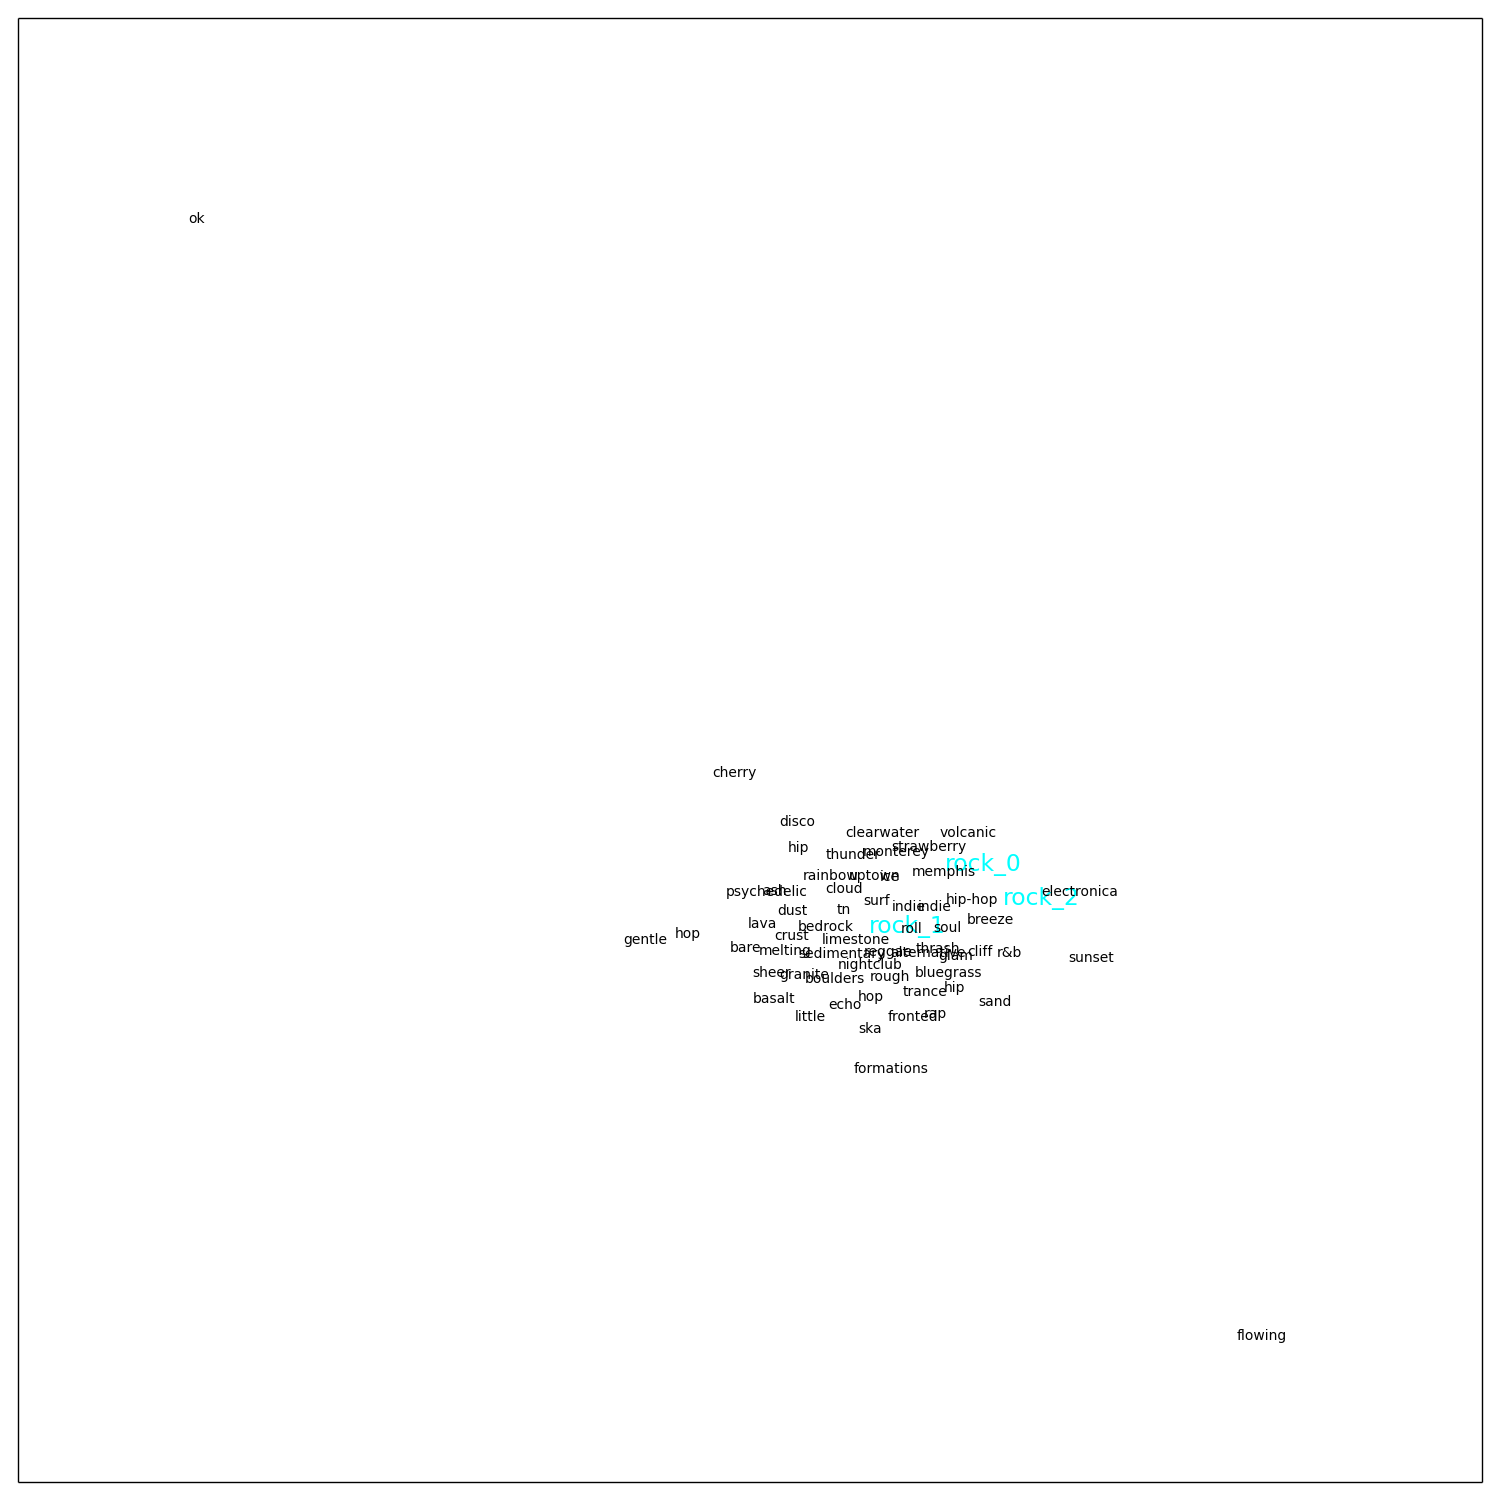 ok
cherry
disco
clearwater
volcanic
hip
thunder
monterey
strawberry
rock_0
rainbow
uptown
ice
memphis
psychedelic
ash
cloud
electronica
rock_2
surf
hip-hop
dust
tn
indie
indie
breeze
lava
bedrock
rock_1
roll
soul
gentle
hop
crust
limestone
bare
melting
sedimentary
reggae
alternative
thrash
glam
cliff
r&b
sunset
nightclub
sheer
granite
boulders
rough
bluegrass
basalt
hop
trance
hip
echo
sand
little
fronted
rap
ska
formations
flowing